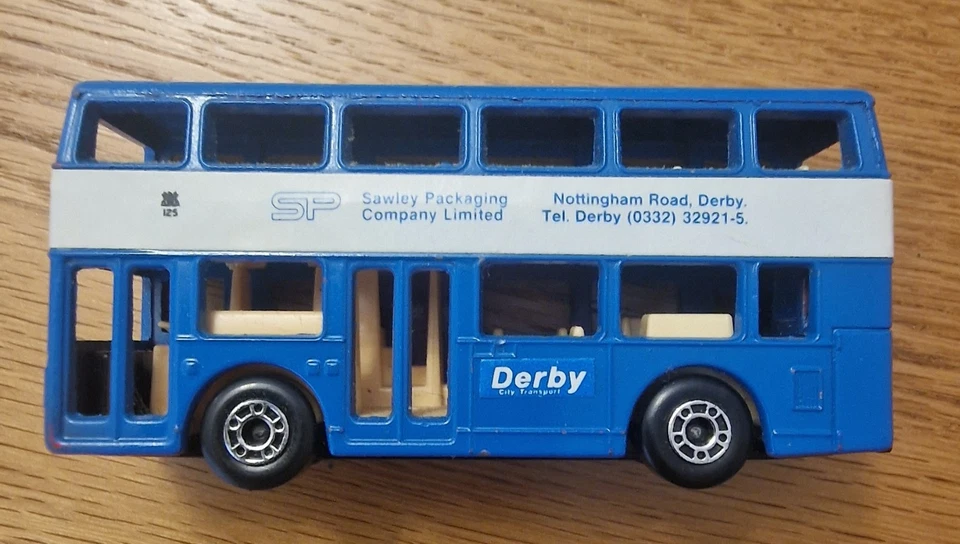 125
SP
Sawley Packaging
Company Limited
Nottingham Road, Derby.
Tel. Derby (0332) 32921-5.
Derby
City Transport